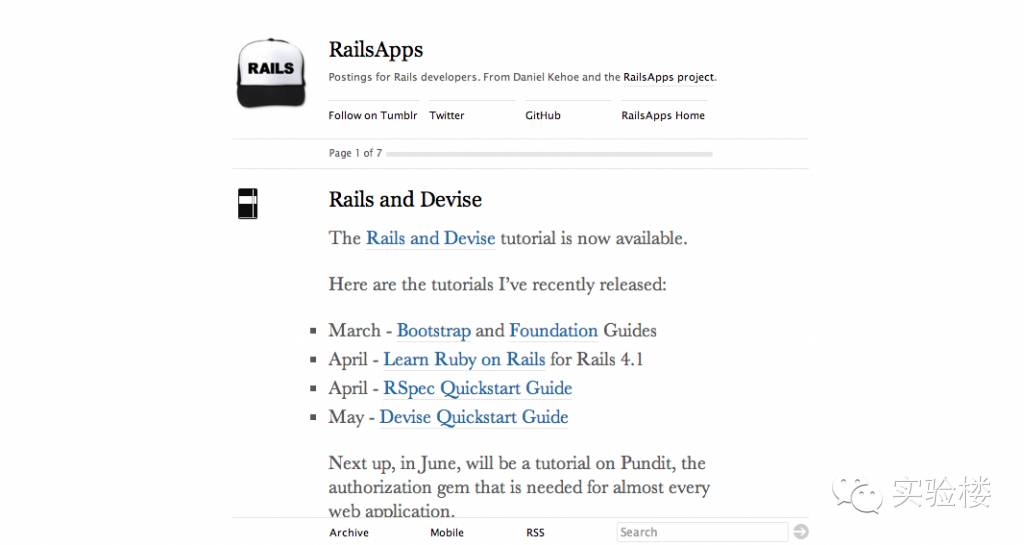 RAILS
RailsApps
Postings for Rails developers. From Daniel Kehoe and the RailsApps project.
Follow on Tumblr Twitter GitHub RailsApps Home
Page 1 of 7
Rails and Devise
The Rails and Devise tutorial is now available.
Here are the tutorials I’ve recently released:
March - Bootstrap and Foundation Guides
April - Learn Ruby on Rails for Rails 4.1
April - RSpec Quickstart Guide
May - Devise Quickstart Guide
Next up, in June, will be a tutorial on Pundit, the
authorization gem that is needed for almost every
web application.
Archive Mobile RSS Search
实验楼